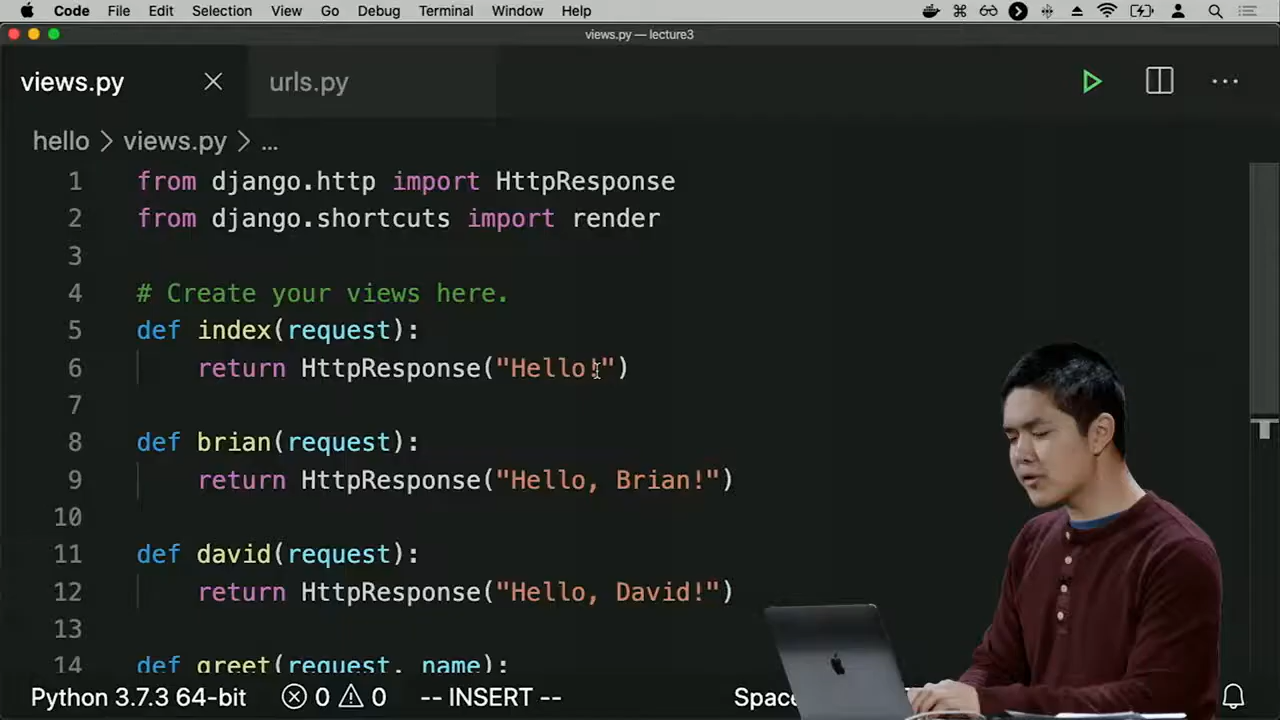 Code File Edit Selection View Go Debug Terminal Window Help
views.py — lecture3
views.py urls.py
hello > views.py > ...
1 from django.http import HttpResponse
2 from django.shortcuts import render
3
4 # Create your views here.
5 def index(request):
6 return HttpResponse("Hello!")
7
8 def brian(request):
9 return HttpResponse("Hello, Brian!")
10
11 def david(request):
12 return HttpResponse("Hello, David!")
13
14 def greet(request, name):
Python 3.7.3 64-bit 0 0 -- INSERT -- Space